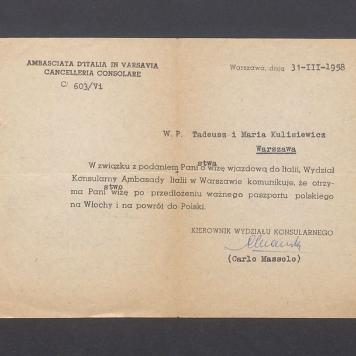 AMBASCIATA D'ITALIA IN VARSAVIA
CANCELLERIA CONSOLARE
C/ 603/Vi
Warszawa, dnia 31-III-1958
W. P. Tadeusz i Maria Kulisiewicz
Warszawa
W związku z podaniem Pani stwa o wizę wjazdową do Italii, Wydział
Konsularny Ambasady Italii w Warszawie komunikuje, że otrzy-
ma Pani stwo wizę po przedłożeniu ważnego paszportu polskiego
na Włochy i na powrót do Polski.
KIEROWNIK WYDZIAŁU KONSULARNEGO
(Carlo Massolo)